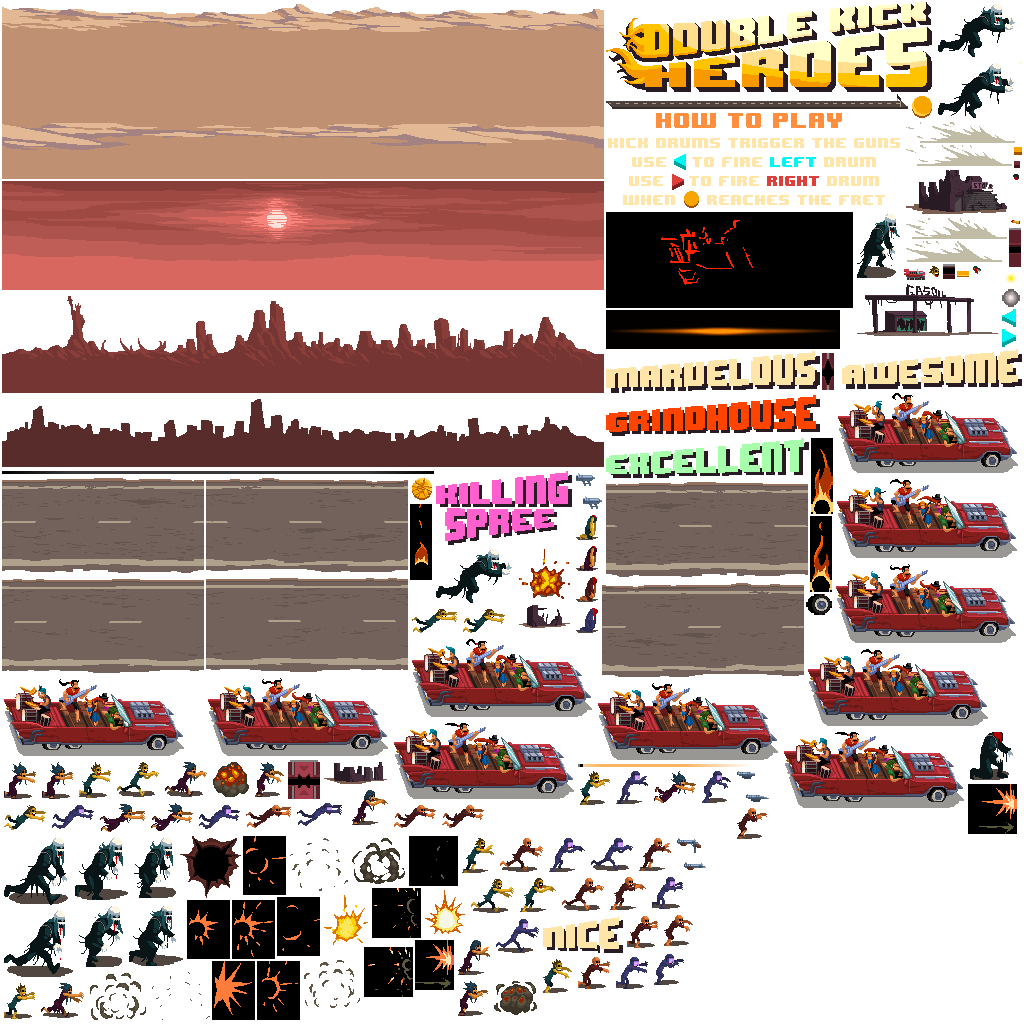 DOUBLE KICK
HEROES
HOW TO PLAY
KICK DRUMS TRIGGER THE GUNS
USE TO FIRE LEFT DRUM
USE TO FIRE RIGHT DRUM
WHEN REACHES THE FRET
MARVELOUS
AWESOME
GRINDHOUSE
EXCELLENT
KILLING
SPREE
NICE